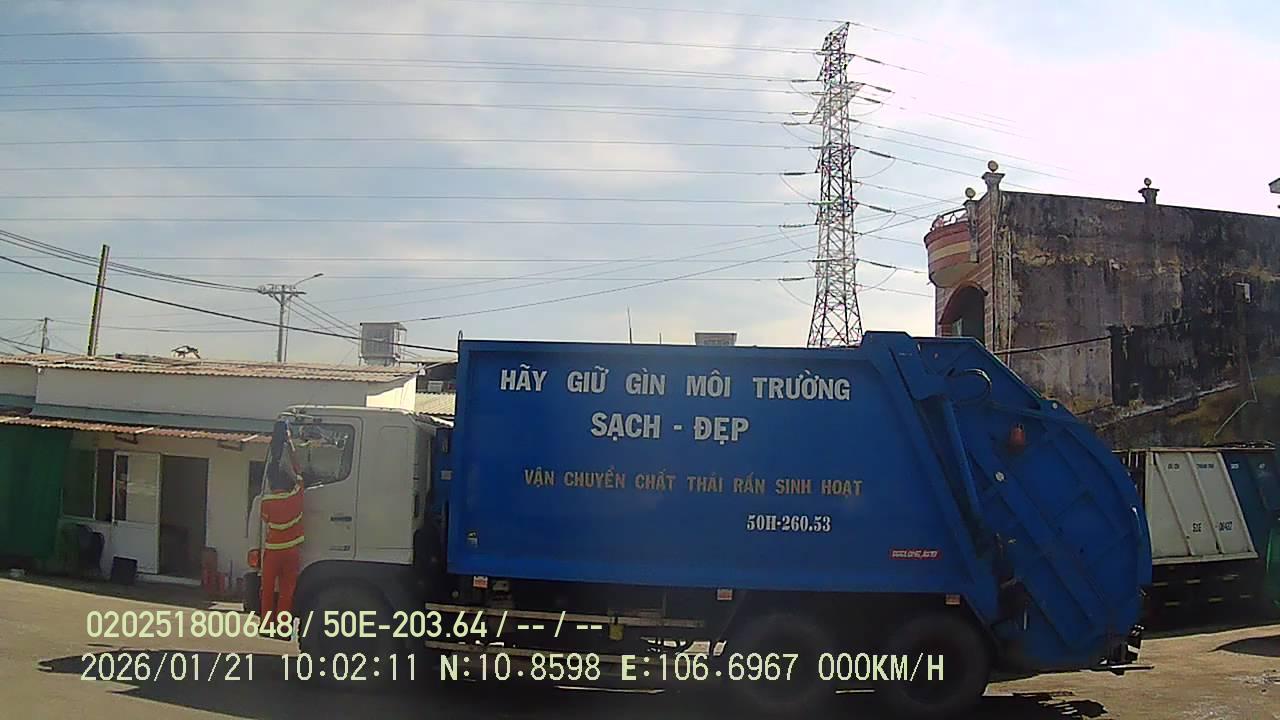 HÃY GIỮ GÌN MÔI TRƯỜNG
SẠCH - ĐẸP
VẬN CHUYỂN CHẤT THẢI RẮN SINH HOẠT
50H-260.53
020251800648 / 50E-203.64 / -- / --
2026/01/21 10:02:11 N:10.8598 E:106.6967 000KM/H